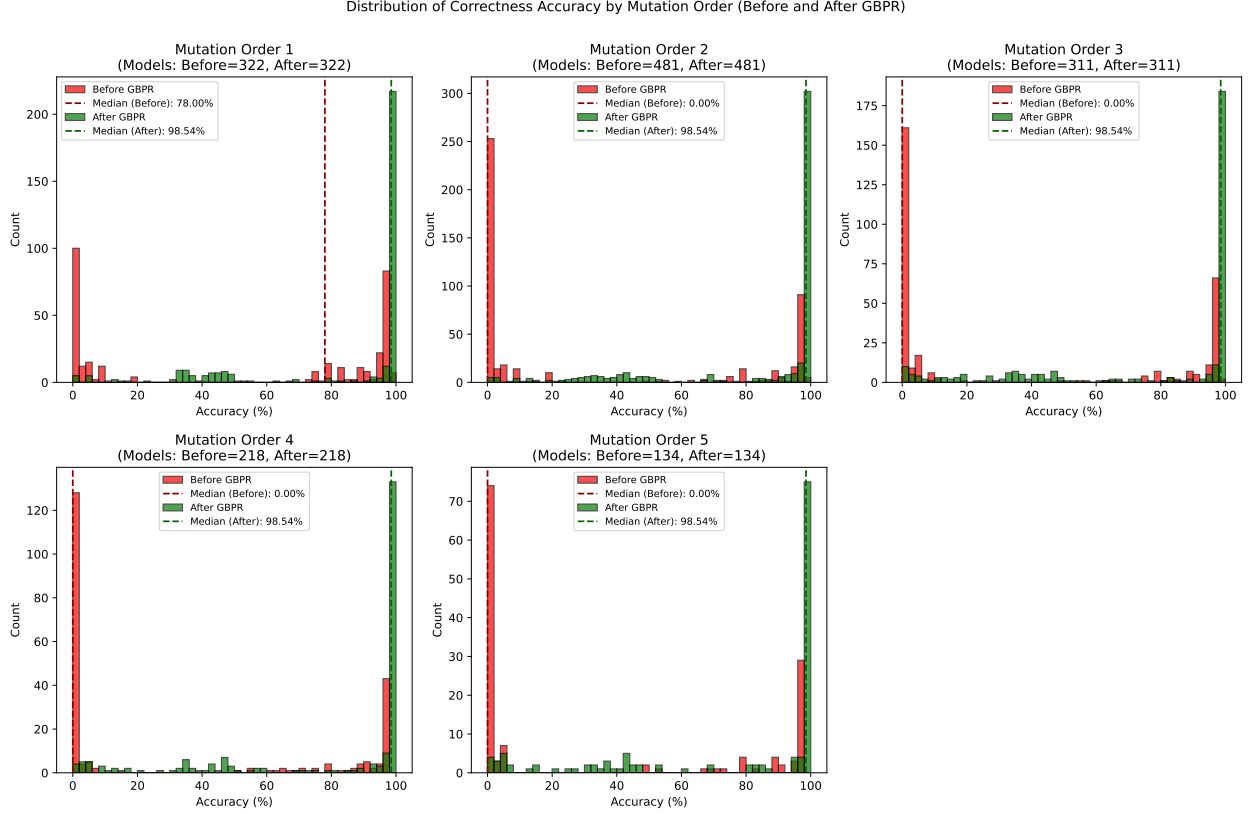 Distribution of Correctness Accuracy by Mutation Order (Before and After GBPR)
Mutation Order 1
(Models: Before=322, After=322)
Before GBPR
Median (Before): 78.00%
After GBPR
Median (After): 98.54%
200
150
100
50
0
Count
0 20 40 60 80 100
Accuracy (%)
Mutation Order 2
(Models: Before=481, After=481)
Before GBPR
Median (Before): 0.00%
After GBPR
Median (After): 98.54%
300
250
200
150
100
50
0
Count
0 20 40 60 80 100
Accuracy (%)
Mutation Order 3
(Models: Before=311, After=311)
Before GBPR
Median (Before): 0.00%
After GBPR
Median (After): 98.54%
175
150
125
100
75
50
25
0
Count
0 20 40 60 80 100
Accuracy (%)
Mutation Order 4
(Models: Before=218, After=218)
Before GBPR
Median (Before): 0.00%
After GBPR
Median (After): 98.54%
120
100
80
60
40
20
0
Count
0 20 40 60 80 100
Accuracy (%)
Mutation Order 5
(Models: Before=134, After=134)
Before GBPR
Median (Before): 0.00%
After GBPR
Median (After): 98.54%
70
60
50
40
30
20
10
0
Count
0 20 40 60 80 100
Accuracy (%)